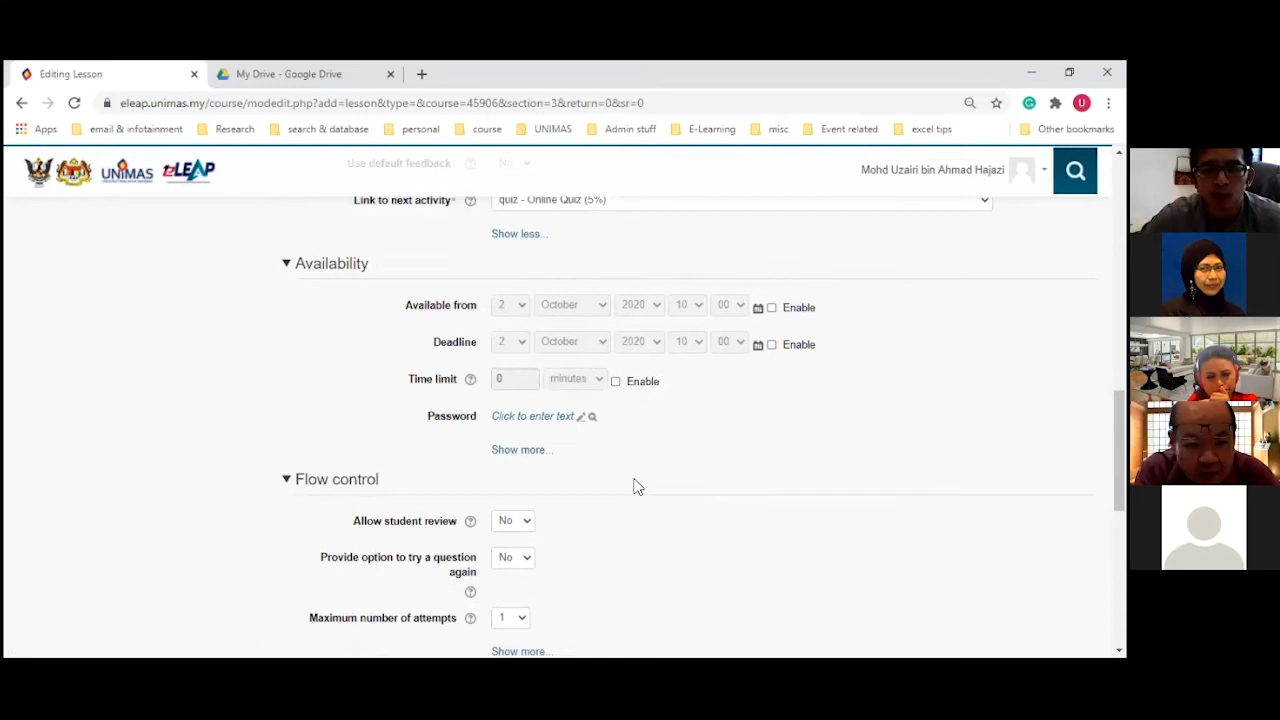 Editing Lesson
My Drive - Google Drive
eleap.unimas.my/course/modedit.php?add=lesson&type=&course=45906&section=3&return=0&sr=0
U
Apps email & infotainment Research search & database personal course UNIMAS Admin stuff E-Learning misc Event related excel tips Other bookmarks
UNIMAS eLEAP
Use default feedback No
Mohd Uzairi bin Ahmad Hajazi
Link to next activity quiz - Online Quiz (5%)
Show less...
Availability
Available from 2 October 2020 10 00 Enable
Deadline 2 October 2020 10 00 Enable
Time limit 0 minutes Enable
Password Click to enter text
Show more...
Flow control
Allow student review No
Provide option to try a question No
again
Maximum number of attempts 1
Show more...